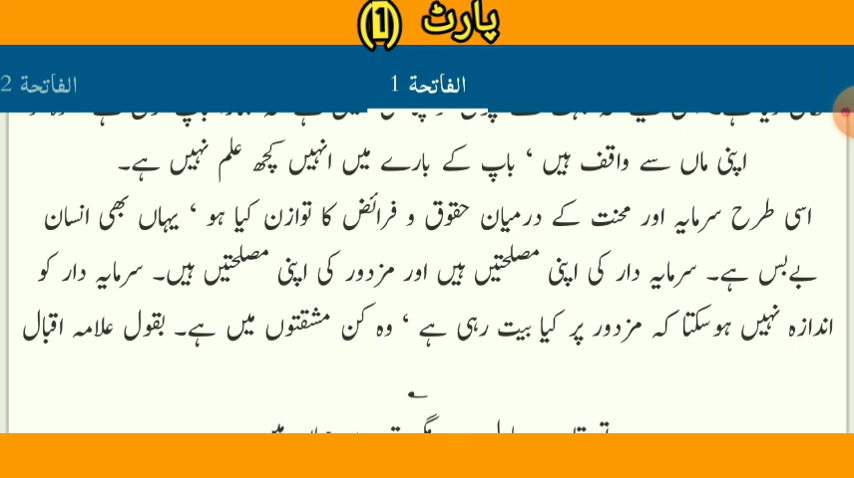 پارٹ (1)
الفاتحة 1
الفاتحة 2
اپنی ماں سے واقف ہیں ‘ باپ کے بارے میں انہیں کچھ علم نہیں ہے۔
اسی طرح سرمایہ اور محنت کے درمیان حقوق و فرائض کا توازن کیا ہو ‘ یہاں بھی انسان
بےبس ہے۔ سرمایہ دار کی اپنی مصلحتیں ہیں اور مزدور کی اپنی مصلحتیں ہیں۔ سرمایہ دار کو
اندازہ نہیں ہوسکتا کہ مزدور پر کیا بیت رہی ہے ‘ وہ کن مشقتوں میں ہے۔ بقول علامہ اقبال
؎